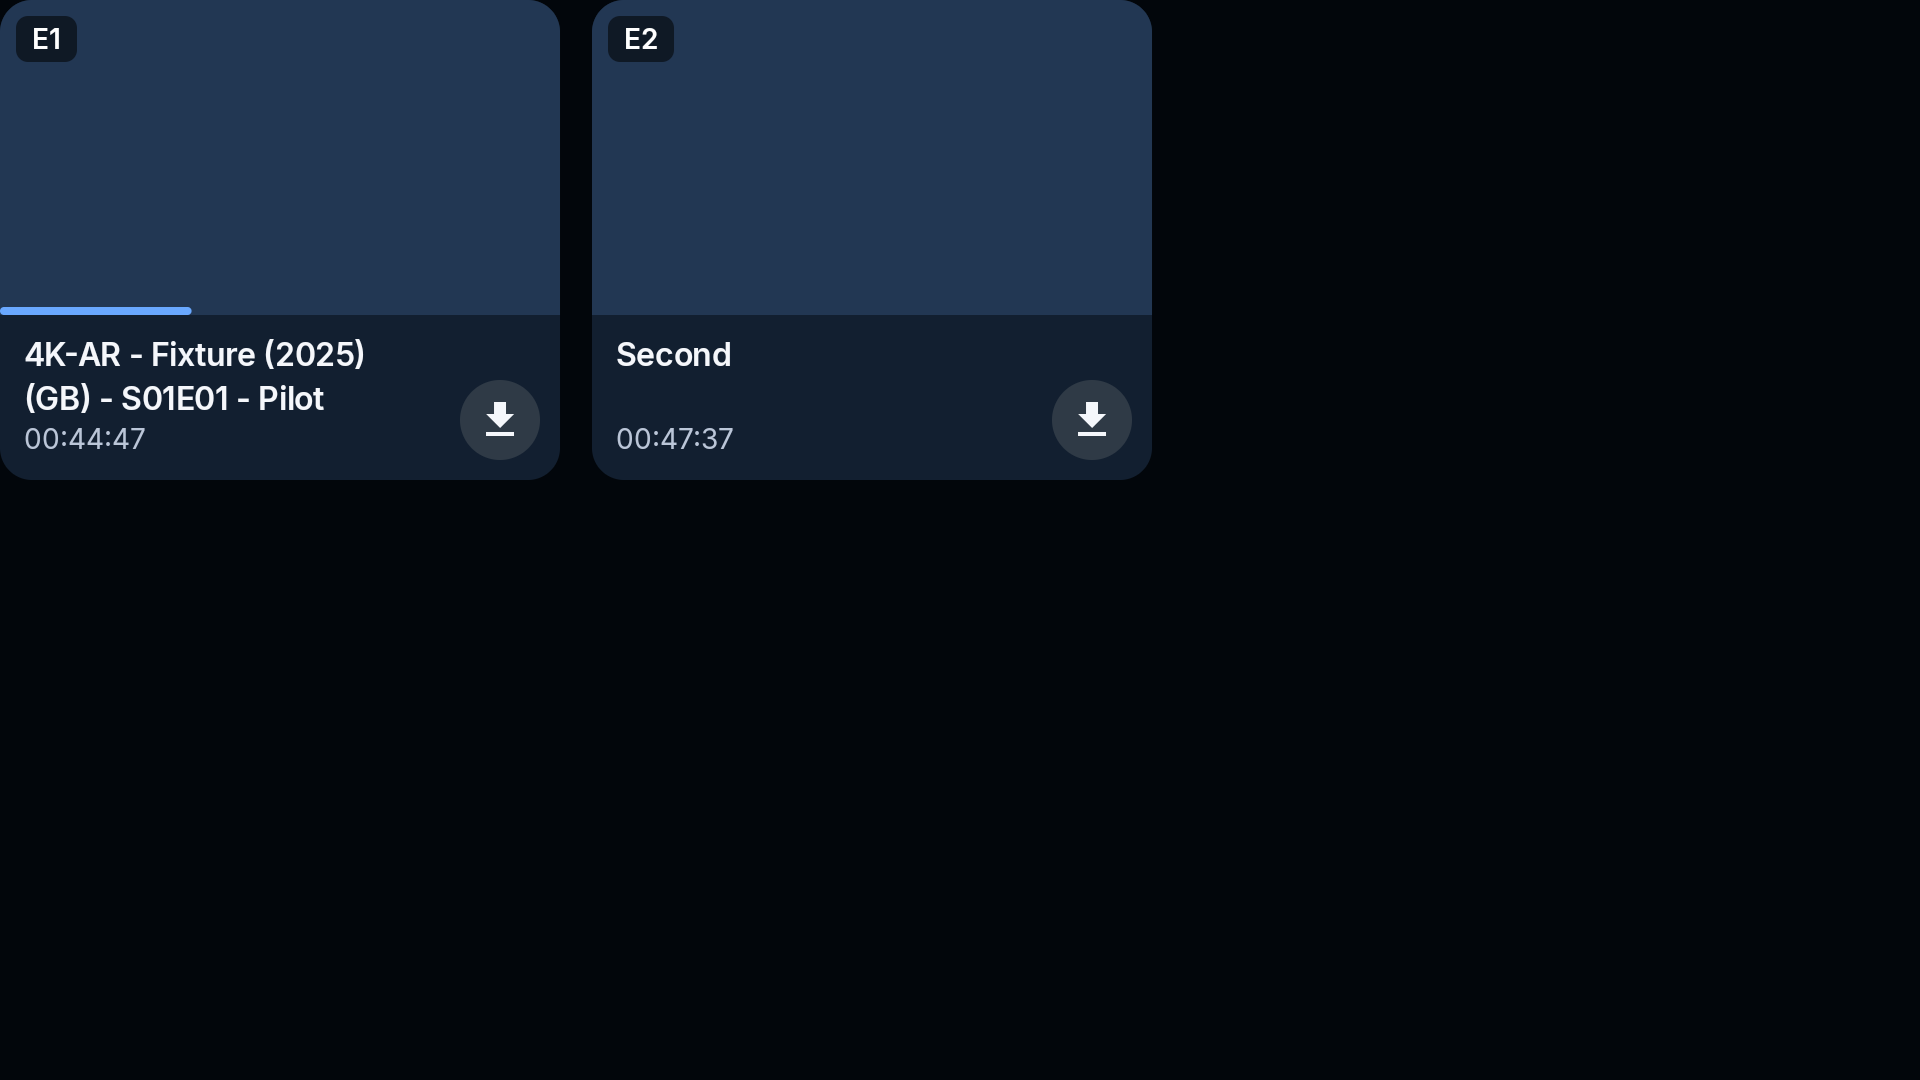 E1
4K-AR - Fixture (2025)
(GB) - S01E01 - Pilot
00:44:47
E2
Second
00:47:37